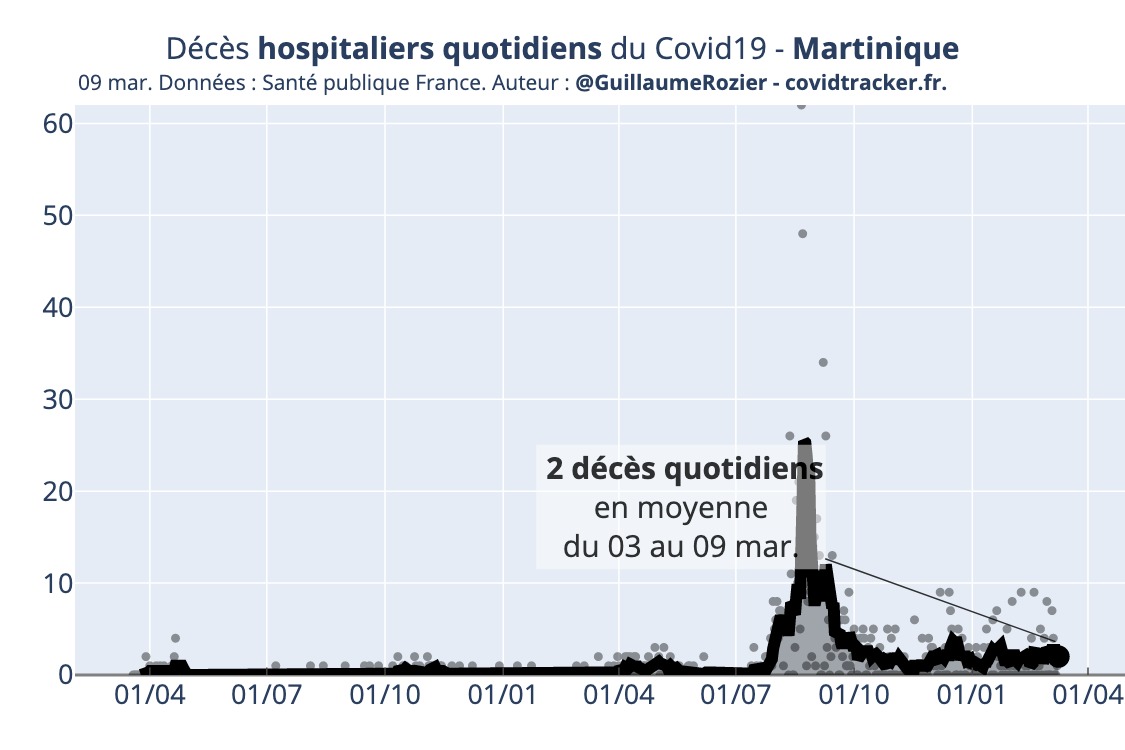 Décès hospitaliers quotidiens du Covid19 - Martinique
09 mar. Données : Santé publique France. Auteur : @GuillaumeRozier - covidtracker.fr.
60
50
40
30
20
10
0
2 décès quotidiens
en moyenne
du 03 au 09 mar.
01/04 01/07 01/10 01/01 01/04 01/07 01/10 01/01 01/04